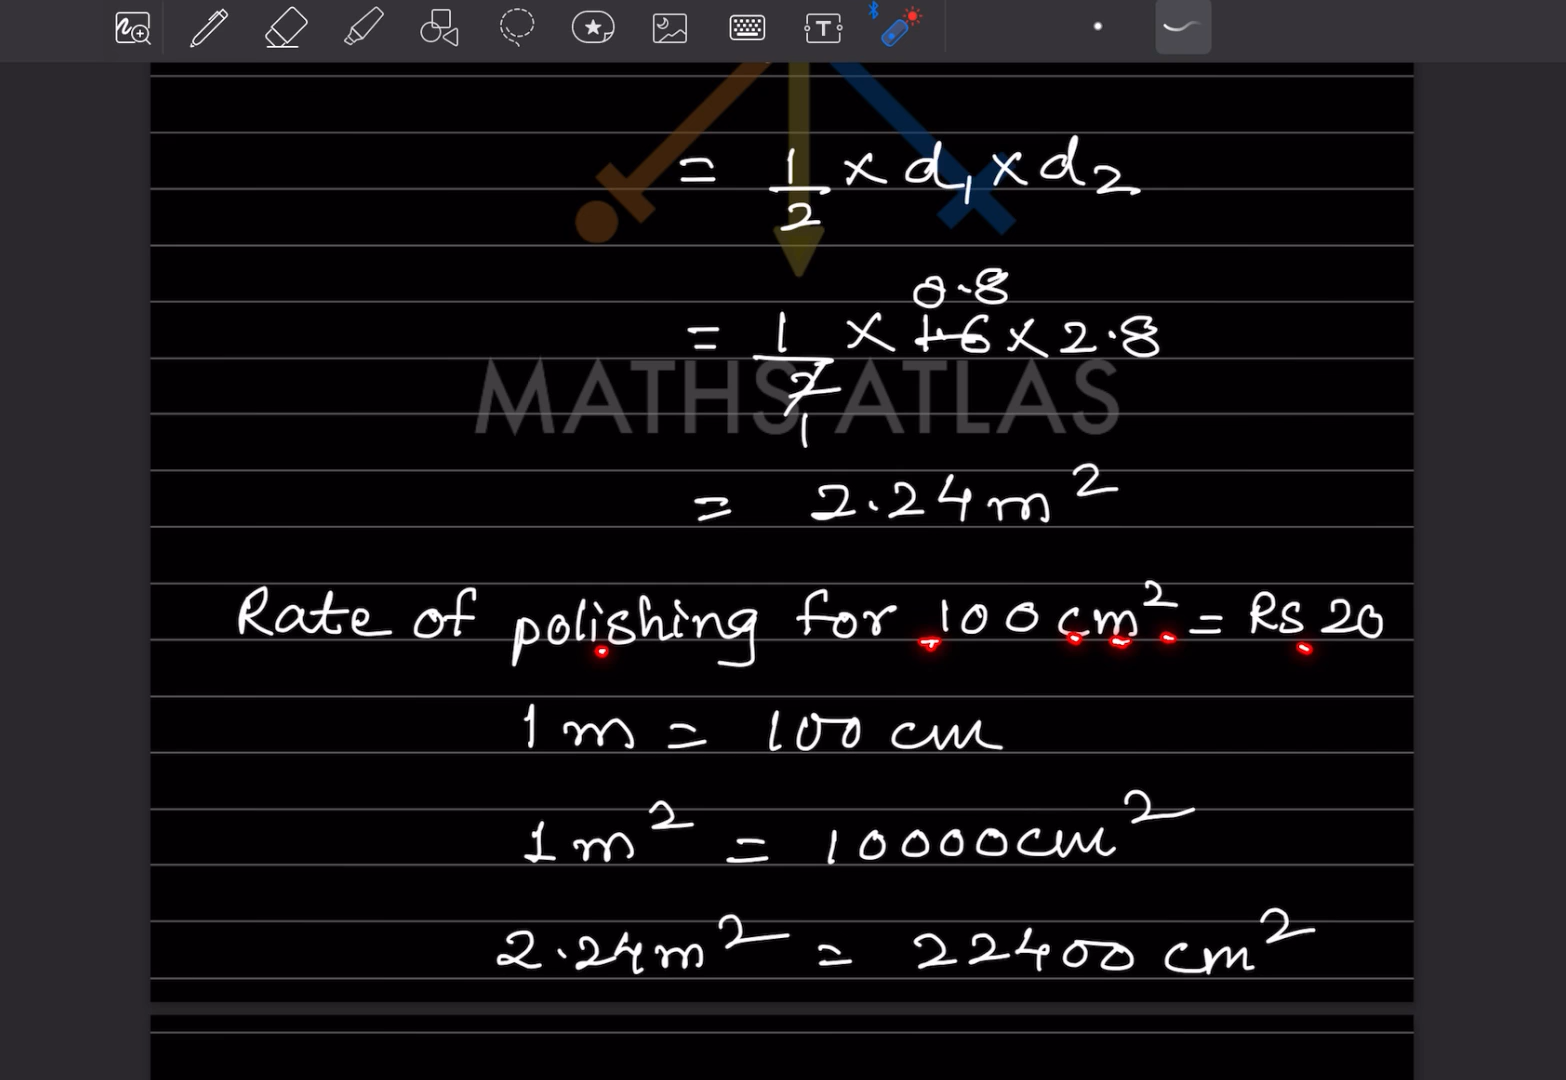 = 1/2 × d₁ × d₂
0.8
= 1/2 × 1.6 × 2.8
1
MATHS ATLAS
= 2.24 m²
Rate of polishing for 100 cm² = Rs 20
1 m = 100 cm
1 m² = 10000 cm²
2.24 m² = 22400 cm²